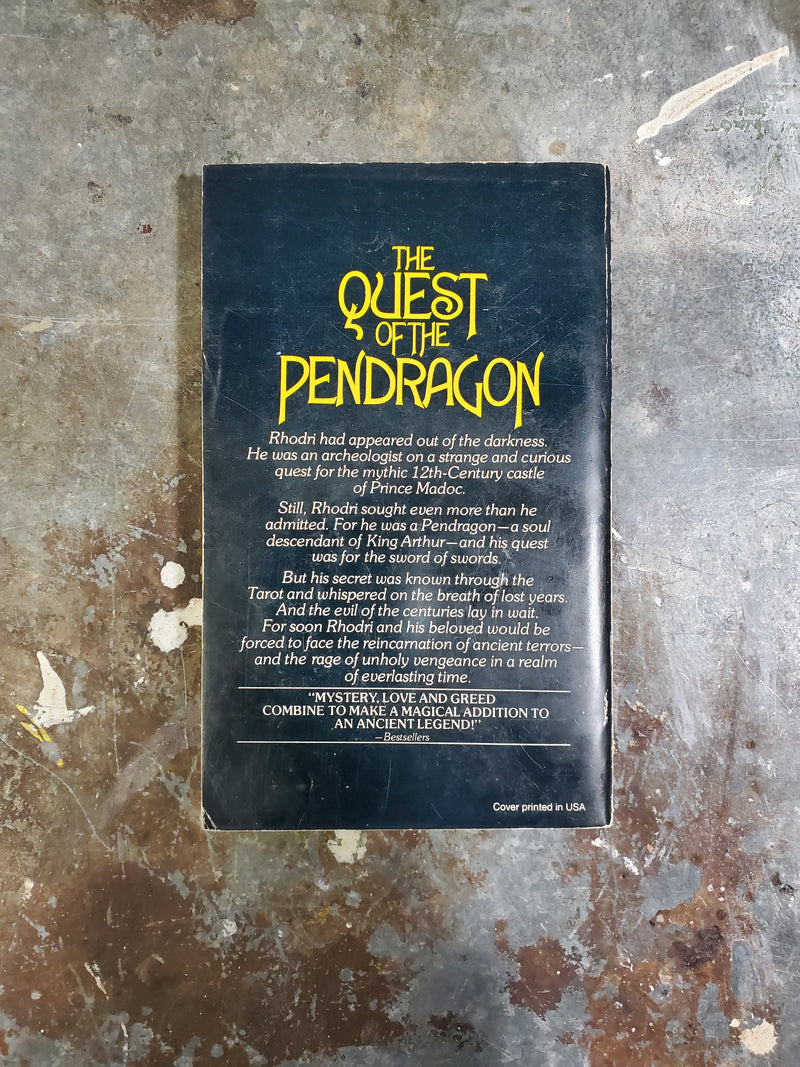 THE
QUEST
OF THE
PENDRAGON
Rhodri had appeared out of the darkness.
He was an archeologist on a strange and curious
quest for the mythic 12th-Century castle
of Prince Madoc.
Still, Rhodri sought even more than he
admitted. For he was a Pendragon—a soul
descendant of King Arthur—and his quest
was for the sword of swords.
But his secret was known through the
Tarot and whispered on the breath of lost years.
And the evil of the centuries lay in wait.
For soon Rhodri and his beloved would be
forced to face the reincarnation of ancient terrors—
and the rage of unholy vengeance in a realm
of everlasting time.
"MYSTERY, LOVE AND GREED
COMBINE TO MAKE A MAGICAL ADDITION TO
AN ANCIENT LEGEND!"
—Bestsellers
Cover printed in USA